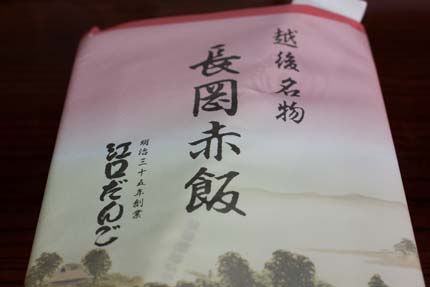 越後名物
長岡赤飯
明治三十五年創業
江口だんご